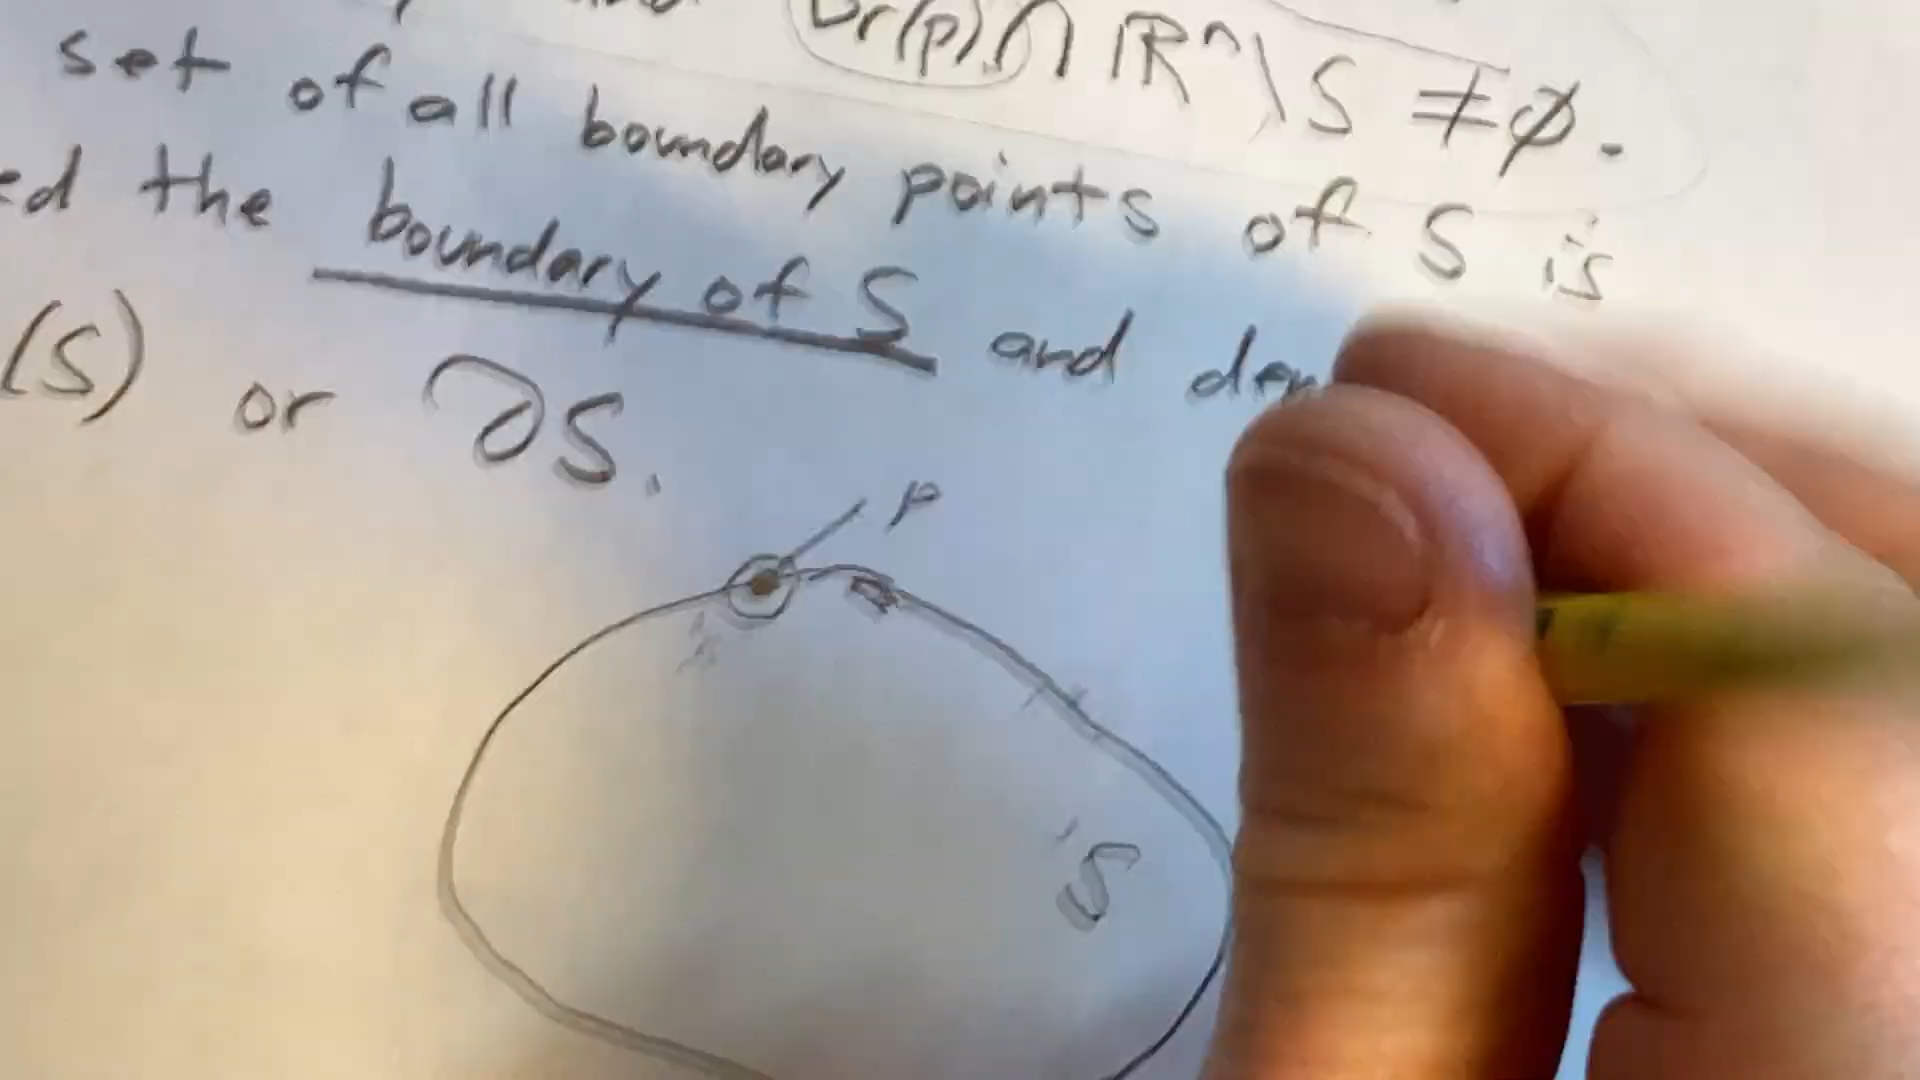 Br(p) ∩ ℝⁿ \ S ≠ ∅.
set of all boundary points of S is
ed the boundary of S and den
(S) or ∂S.
p
S